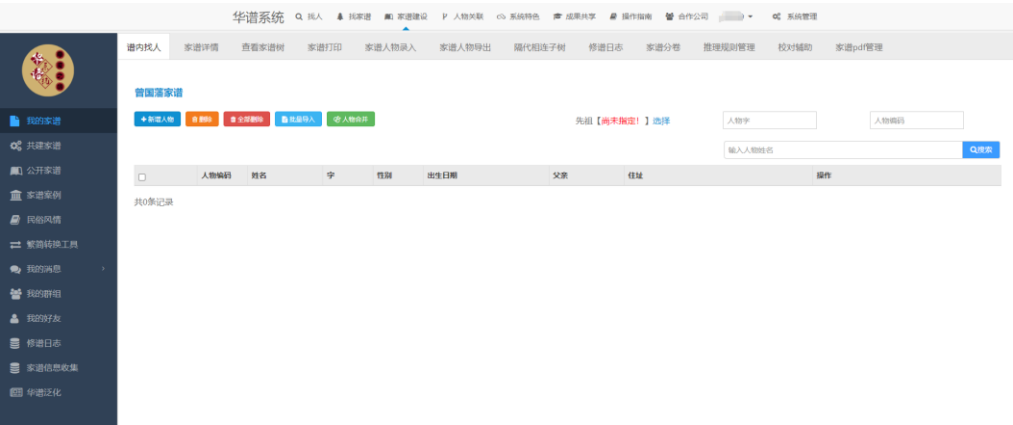 华谱系统 找人 找家谱 家谱建设 人物关联 系统特色 成果共享 操作指南 合作公司 系统管理
谱内找人 家谱详情 查看家谱树 家谱打印 家谱人物录入 家谱人物导出 隔代相连子树 修谱日志 家谱分卷 推理规则管理 校对辅助 家谱pdf管理
曾国藩家谱
+新增人物 删除 全部删除 批量导入 人物合并 先祖【尚未指定！】选择 人物字 人物编码
输入人物姓名 搜索
人物编码 姓名 字 性别 出生日期 父亲 住址 操作
共0条记录
我的家谱
共建家谱
公开家谱
家谱案例
民俗风情
繁简转换工具
我的消息
我的群组
我的好友
修谱日志
家谱信息收集
华谱泛化